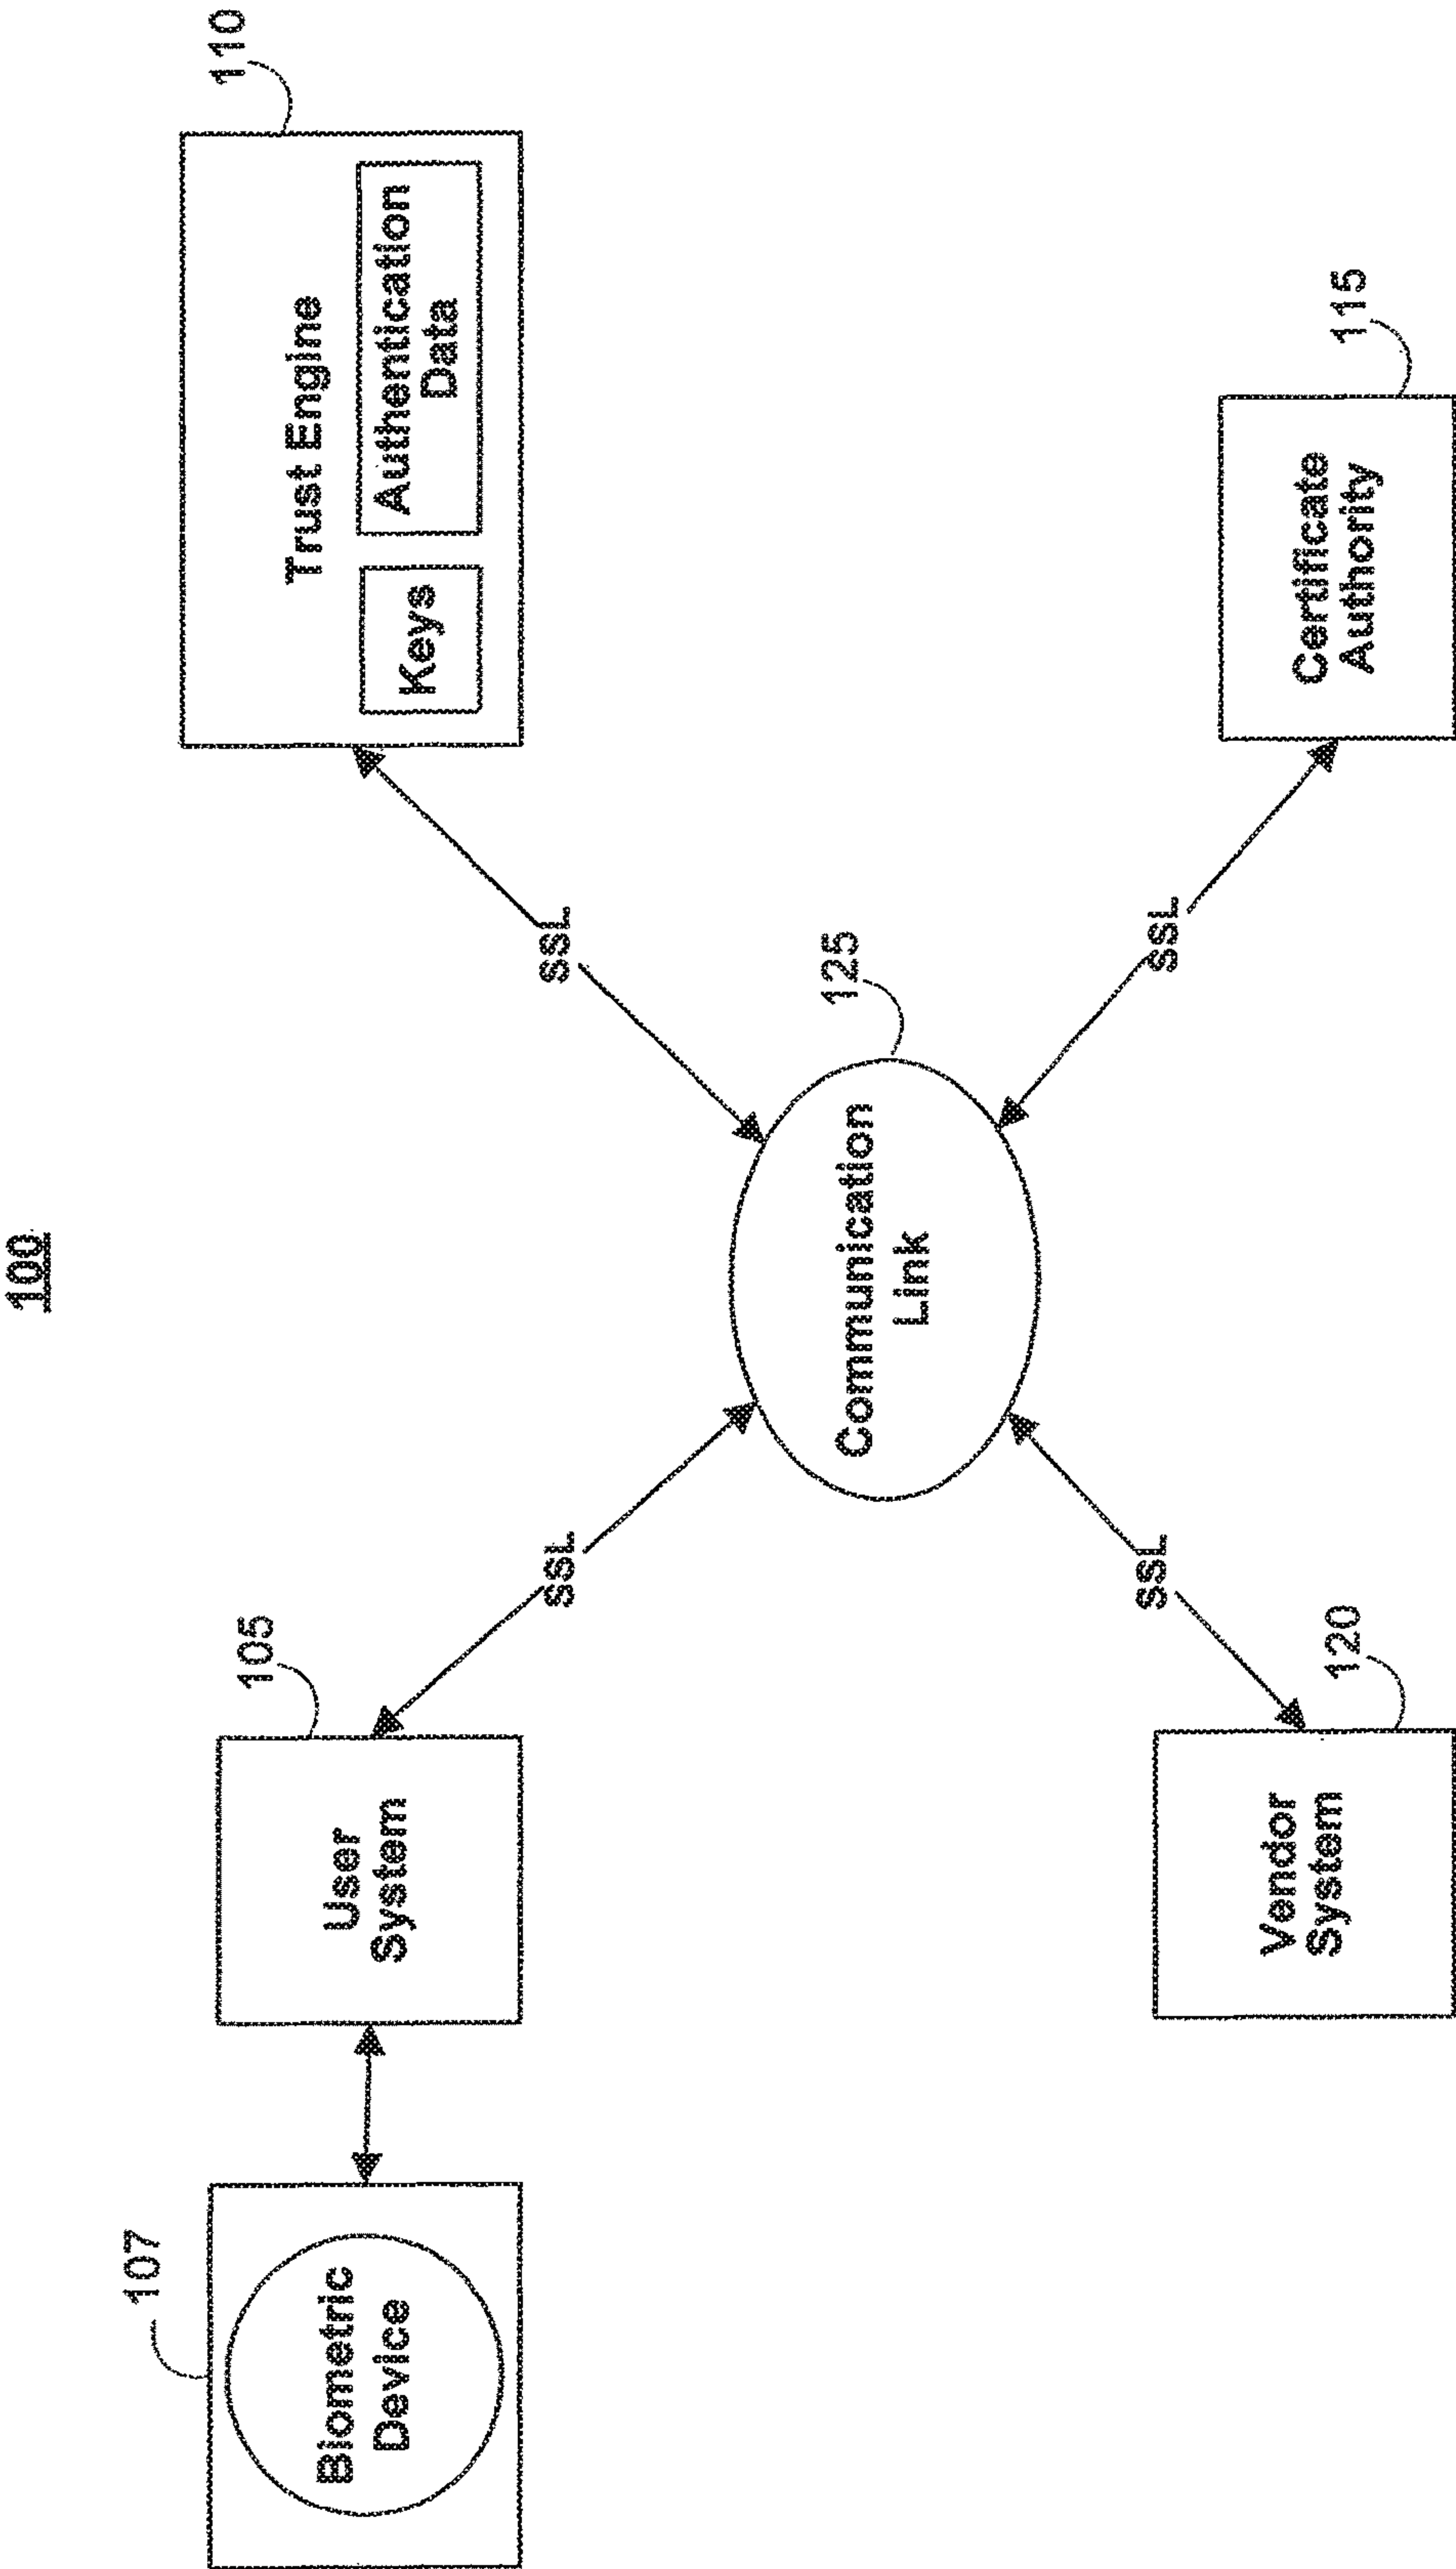 100
107
Biometric
Device
105
User
System
SSL
110
Trust Engine
Keys
Authentication
Data
SSL
125
Communication
Link
120
Vendor
System
SSL
115
Certificate
Authority
SSL